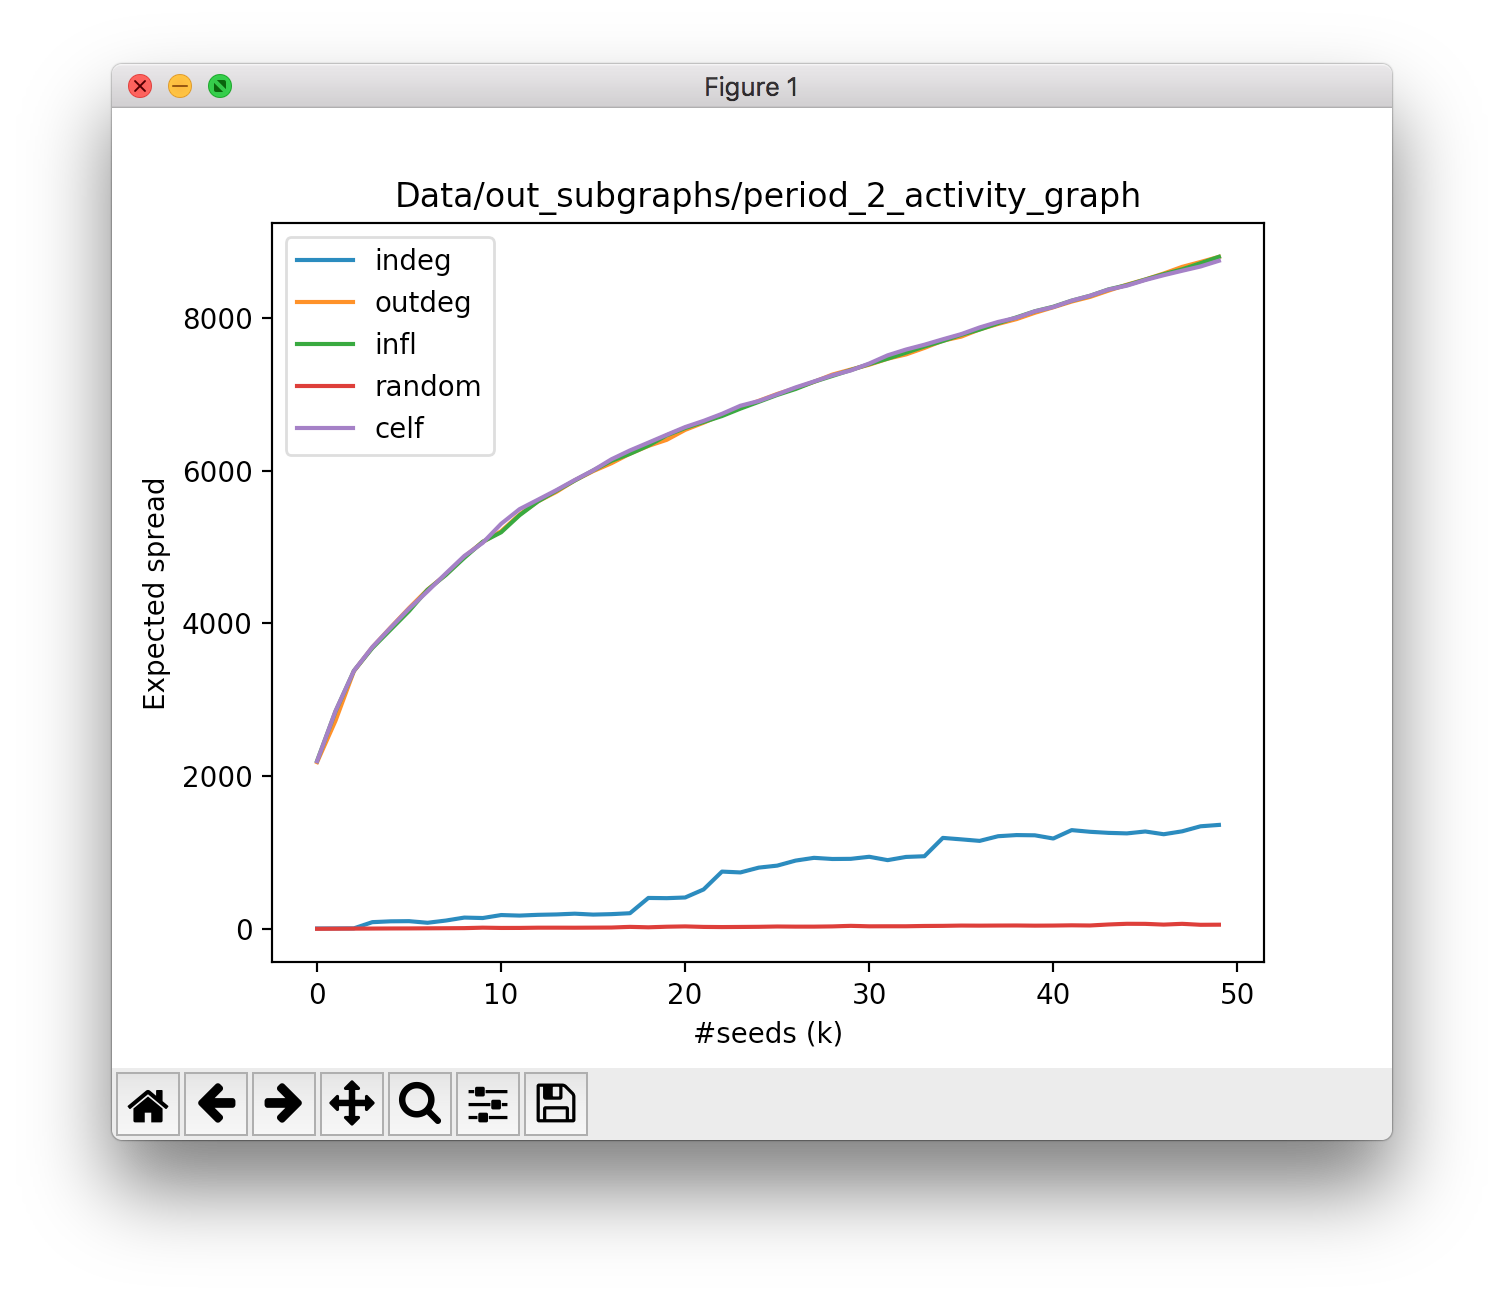 Figure 1
Data/out_subgraphs/period_2_activity_graph
indeg
outdeg
infl
random
celf
Expected spread
8000
6000
4000
2000
0
0 10 20 30 40 50
#seeds (k)